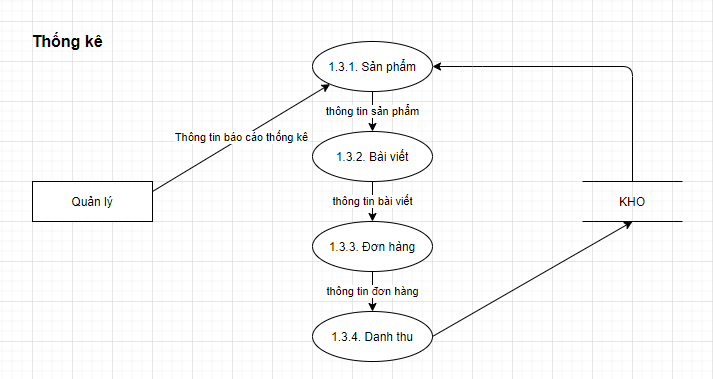 Thống kê
1.3.1. Sản phẩm
thông tin sản phẩm
Thông tin báo cáo thống kê
1.3.2. Bài viết
Quản lý
thông tin bài viết
KHO
1.3.3. Đơn hàng
thông tin đơn hàng
1.3.4. Danh thu